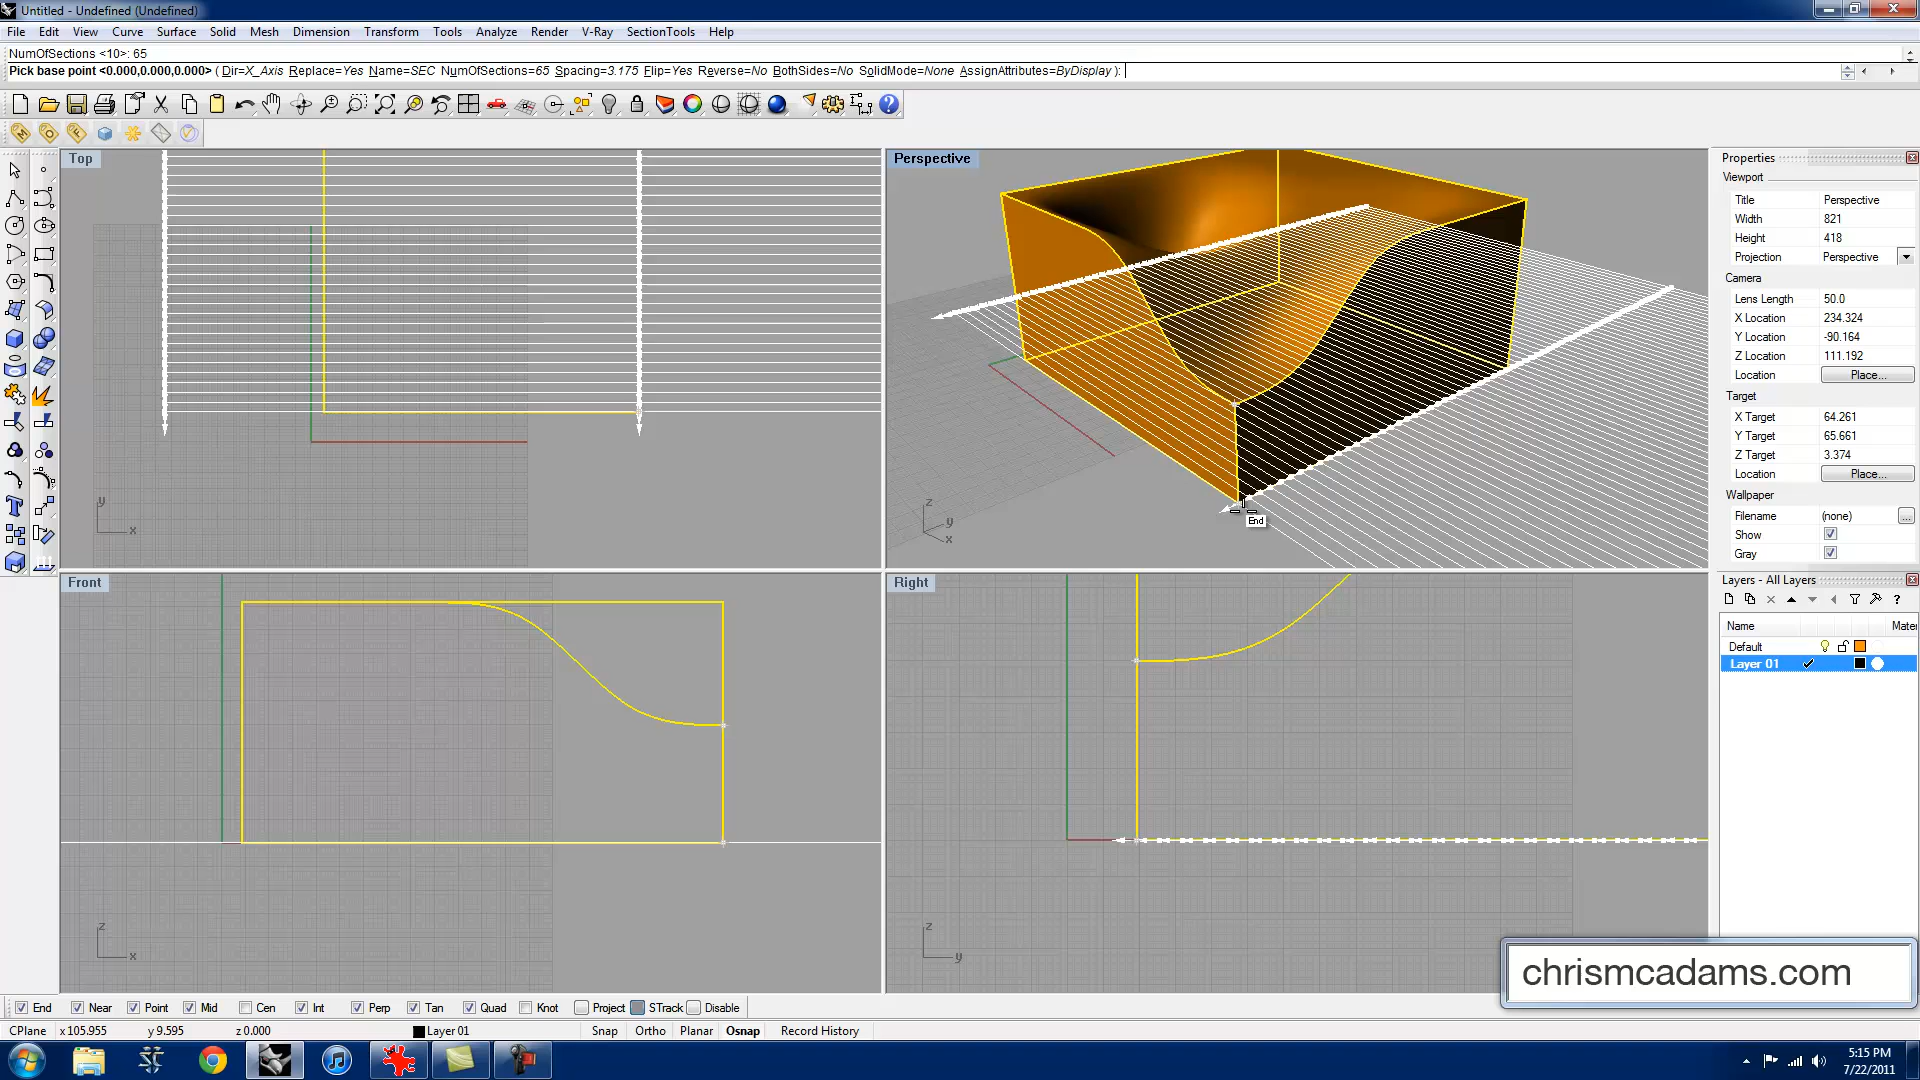 Untitled - Undefined (Undefined)
File Edit View Curve Surface Solid Mesh Dimension Transform Tools Analyze Render V-Ray SectionTools Help
NumOfSections <10>: 65
Pick base point <0.000,0.000,0.000> ( Dir=X_Axis Replace=Yes Name=SEC NumOfSections=65 Spacing=3.175 Flip=Yes Reverse=No BothSides=No SolidMode=None AssignAttributes=ByDisplay ):
Top
Perspective
Properties
Viewport
Title Perspective
Width 821
Height 418
Projection Perspective
Camera
Lens Length 50.0
X Location 234.324
Y Location -90.164
Z Location 111.192
Location Place...
Target
X Target 64.261
Y Target 65.661
Z Target 3.374
Location Place...
Wallpaper
Filename (none) ...
Show
Gray
y
x
z
y
x
End
Front
Right
Layers - All Layers
Name Mater
Default
Layer 01
z
x
z
y
chrismcadams.com
End Near Point Mid Cen Int Perp Tan Quad Knot Project STrack Disable
CPlane x 105.955 y 9.595 z 0.000 Layer 01 Snap Ortho Planar Osnap Record History
5:15 PM
7/22/2011